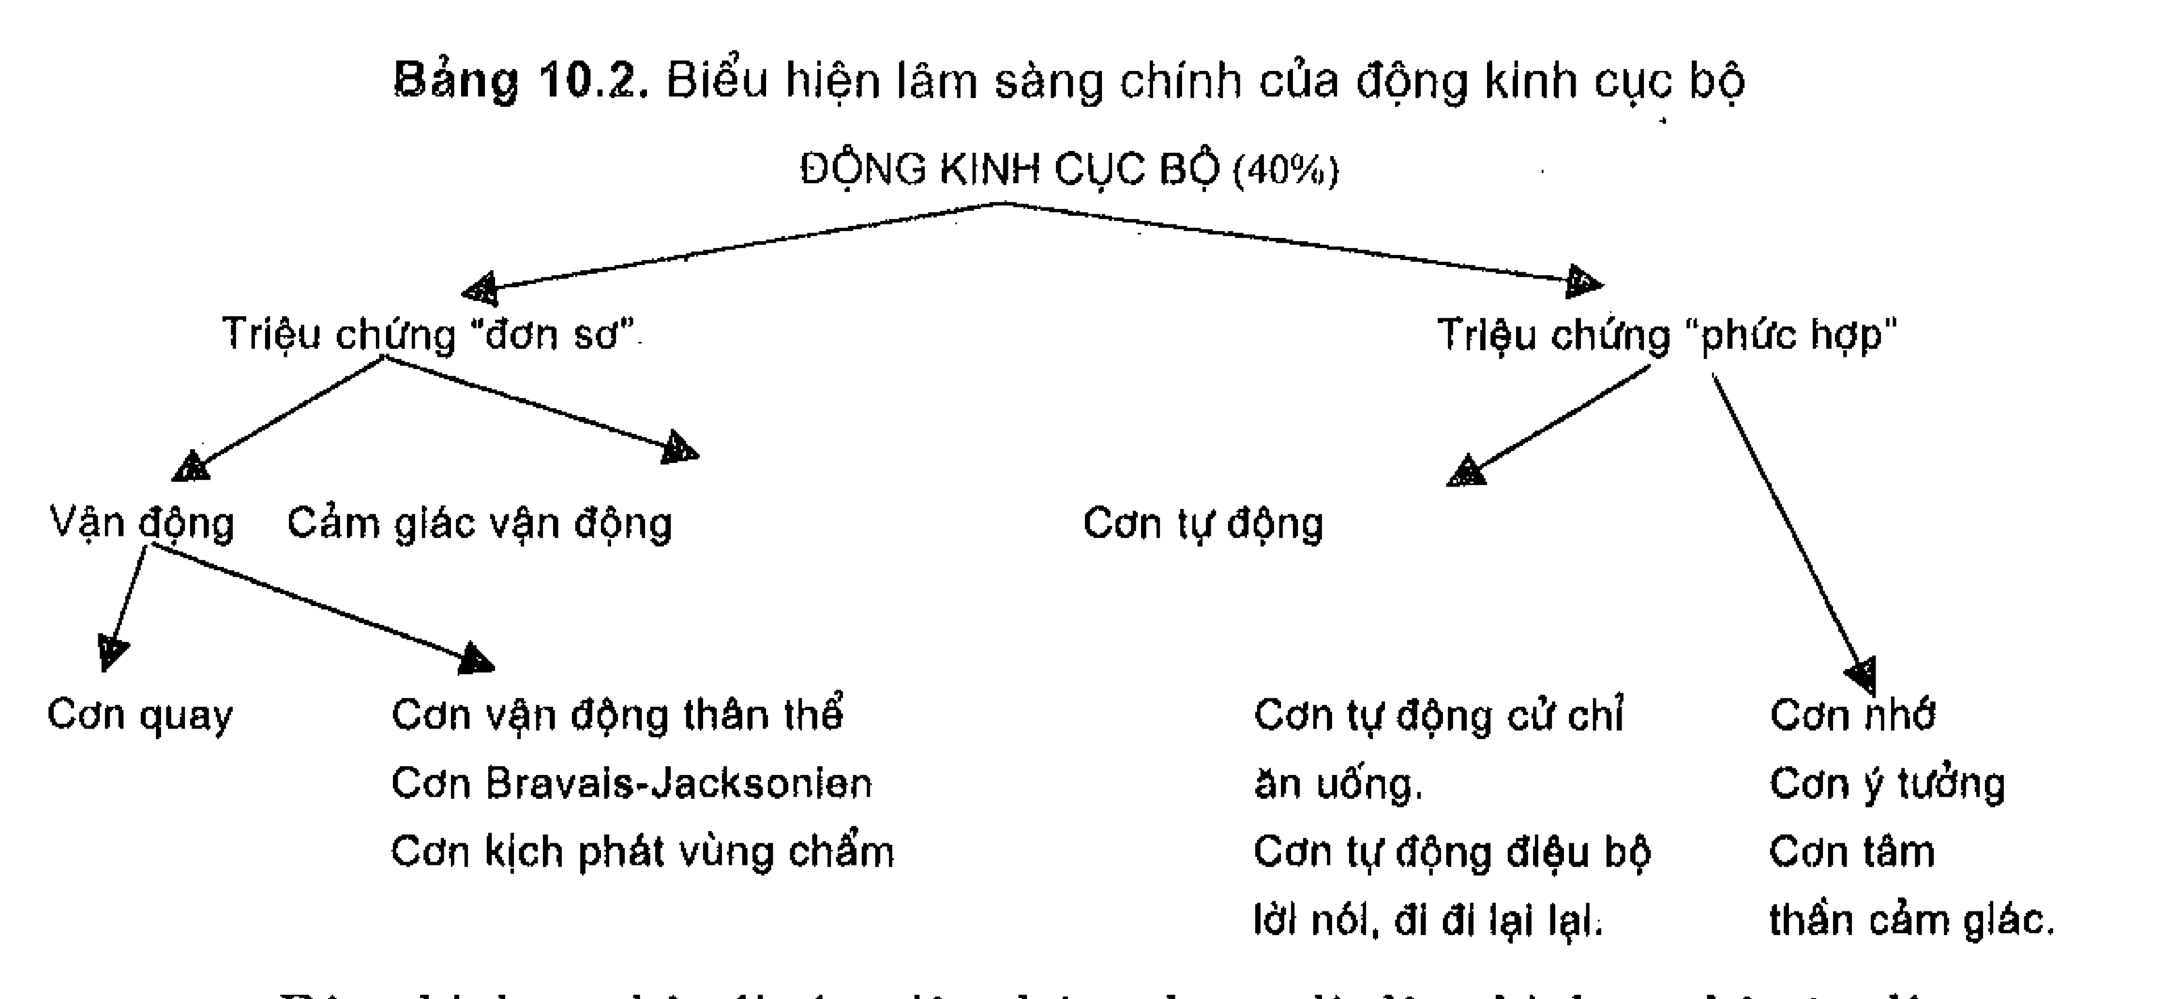 Bảng 10.2. Biểu hiện lâm sàng chính của động kinh cục bộ
ĐỘNG KINH CỤC BỘ (40%)
Triệu chứng "đơn sơ"
Triệu chứng "phức hợp"
Vận động
Cảm giác vận động
Cơn tự động
Cơn quay
Cơn vận động thân thể
Cơn Bravais-Jacksonien
Cơn kịch phát vùng chẩm
Cơn tự động cử chỉ
ăn uống.
Cơn tự động điệu bộ
lời nói, đi đi lại lại.
Cơn nhớ
Cơn ý tưởng
Cơn tâm
thần cảm giác.